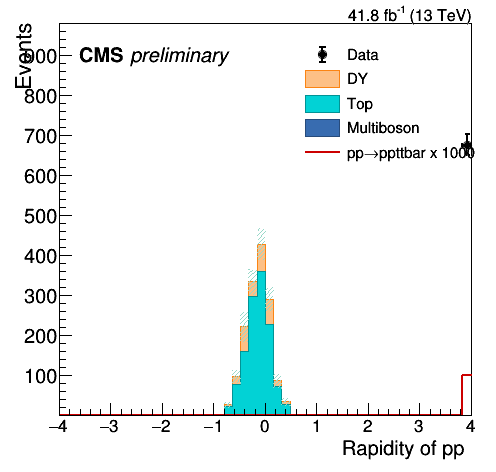 41.8 fb-1 (13 TeV)
Events
CMS preliminary
Data
DY
Top
Multiboson
pp→ppttbar x 1000
900
800
700
600
500
400
300
200
100
−4 −3 −2 −1 0 1 2 3 4
Rapidity of pp